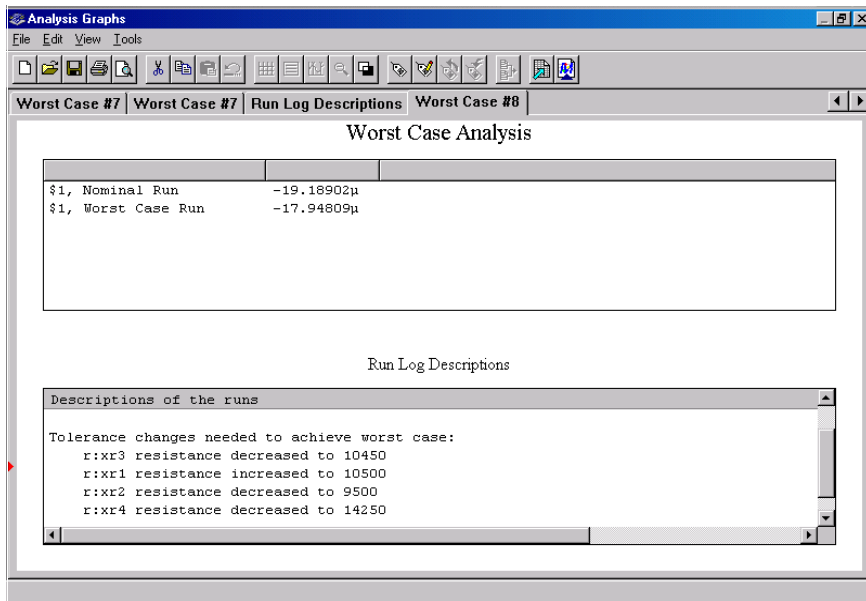 Analysis Graphs
File Edit View Tools
Worst Case #7 Worst Case #7 Run Log Descriptions Worst Case #8
Worst Case Analysis
$1, Nominal Run -19.18902µ
$1, Worst Case Run -17.94809µ
Run Log Descriptions
Descriptions of the runs
Tolerance changes needed to achieve worst case:
r:xr3 resistance decreased to 10450
r:xr1 resistance increased to 10500
r:xr2 resistance decreased to 9500
r:xr4 resistance decreased to 14250